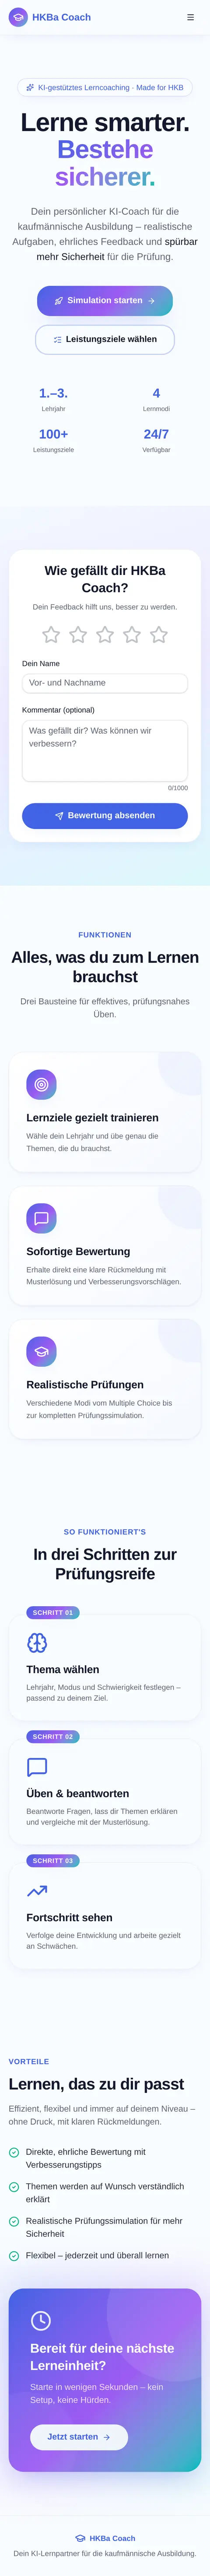 HKBa Coach
KI-gestütztes Lerncoaching · Made for HKB
Lerne smarter.
Bestehe
sicherer.
Dein persönlicher KI-Coach für die
kaufmännische Ausbildung – realistische
Aufgaben, ehrliches Feedback und spürbar
mehr Sicherheit für die Prüfung.
Simulation starten →
Leistungsziele wählen
1.–3.
Lehrjahr
4
Lernmodi
100+
Leistungsziele
24/7
Verfügbar
Wie gefällt dir HKBa
Coach?
Dein Feedback hilft uns, besser zu werden.
Dein Name
Vor- und Nachname
Kommentar (optional)
Was gefällt dir? Was können wir
verbessern?
0/1000
Bewertung absenden
FUNKTIONEN
Alles, was du zum Lernen
brauchst
Drei Bausteine für effektives, prüfungsnahes
Üben.
Lernziele gezielt trainieren
Wähle dein Lehrjahr und übe genau die
Themen, die du brauchst.
Sofortige Bewertung
Erhalte direkt eine klare Rückmeldung mit
Musterlösung und Verbesserungsvorschlägen.
Realistische Prüfungen
Verschiedene Modi vom Multiple Choice bis
zur kompletten Prüfungssimulation.
SO FUNKTIONIERT'S
In drei Schritten zur
Prüfungsreife
SCHRITT 01
Thema wählen
Lehrjahr, Modus und Schwierigkeit festlegen –
passend zu deinem Ziel.
SCHRITT 02
Üben & beantworten
Beantworte Fragen, lass dir Themen erklären
und vergleiche mit der Musterlösung.
SCHRITT 03
Fortschritt sehen
Verfolge deine Entwicklung und arbeite gezielt
an Schwächen.
VORTEILE
Lernen, das zu dir passt
Effizient, flexibel und immer auf deinem Niveau –
ohne Druck, mit klaren Rückmeldungen.
Direkte, ehrliche Bewertung mit
Verbesserungstipps
Themen werden auf Wunsch verständlich
erklärt
Realistische Prüfungssimulation für mehr
Sicherheit
Flexibel – jederzeit und überall lernen
Bereit für deine nächste
Lerneinheit?
Starte in wenigen Sekunden – kein
Setup, keine Hürden.
Jetzt starten →
HKBa Coach
Dein KI-Lernpartner für die kaufmännische Ausbildung.